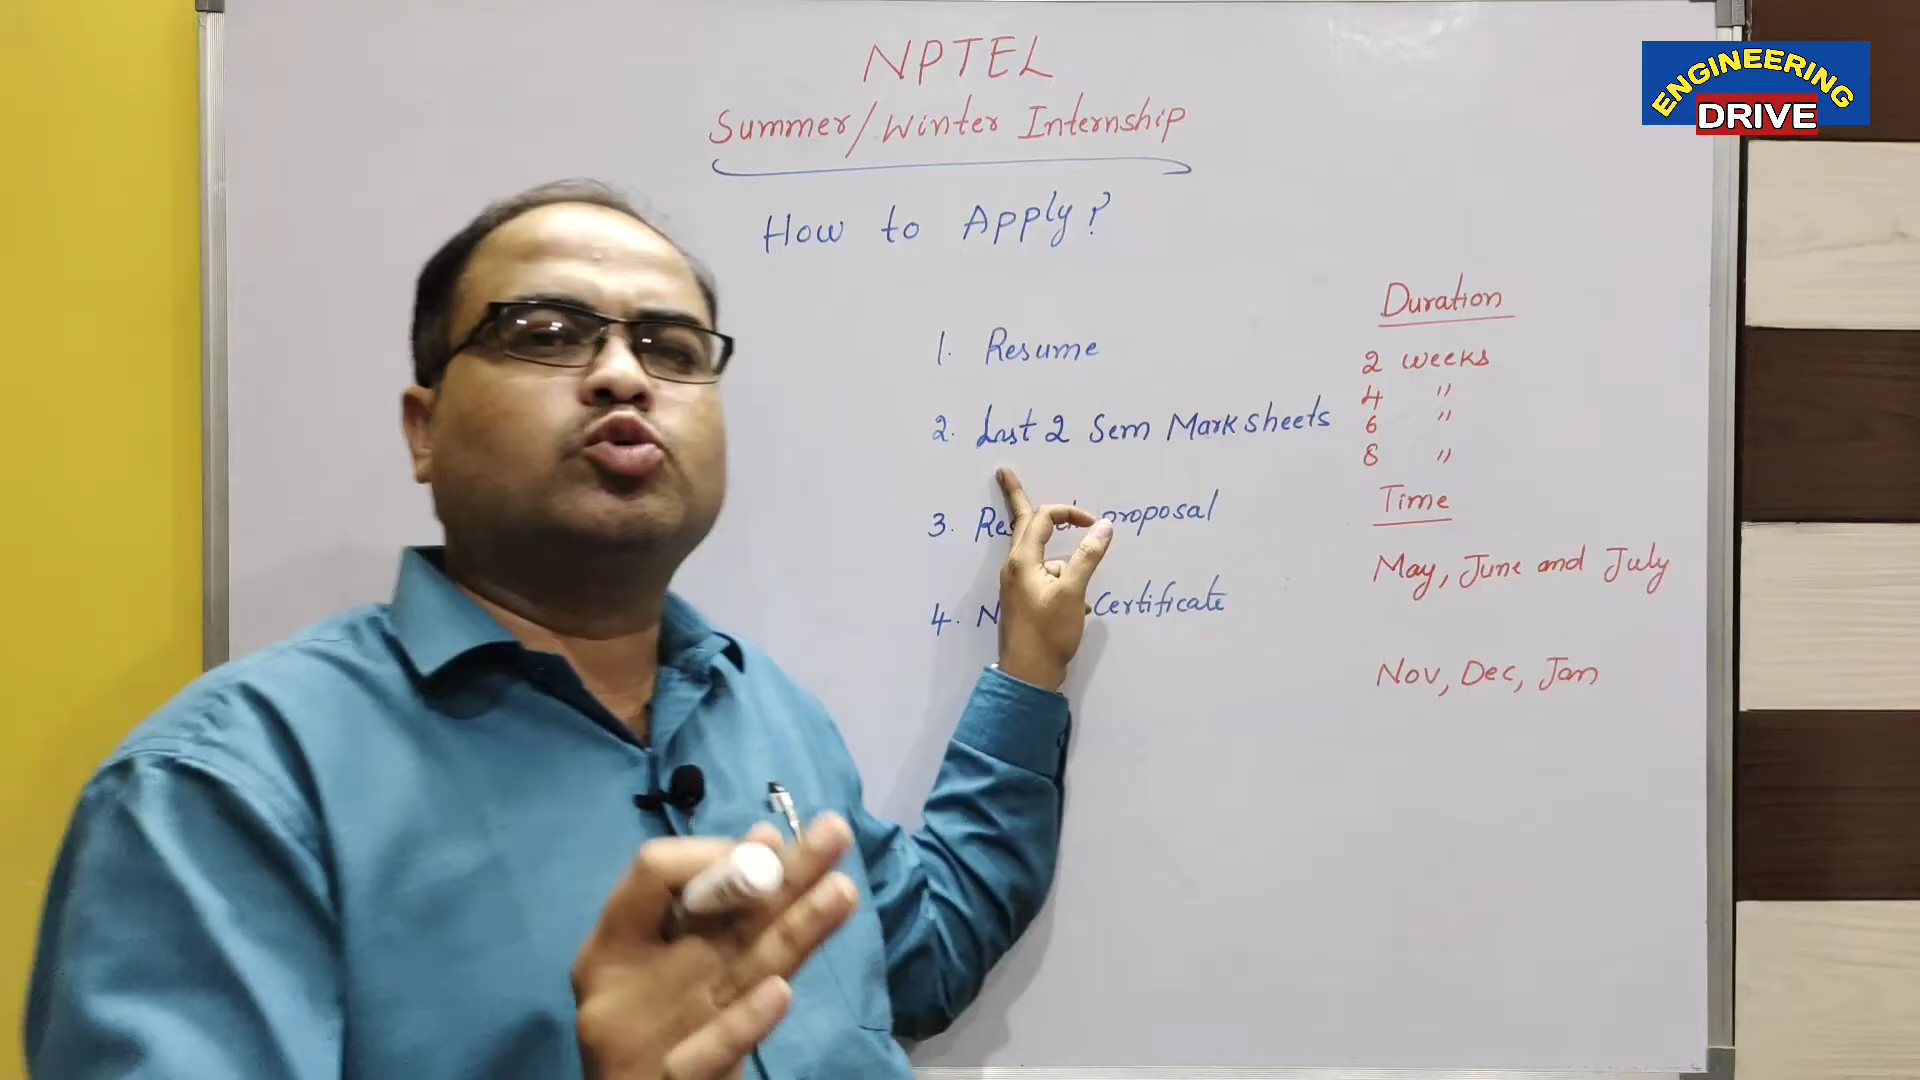 NPTEL
Summer/Winter Internship
How to Apply?
1. Resume
2. Last 2 Sem Marksheets
3. proposal
4. Certificate
Duration
2 weeks
4 "
6 "
8 "
Time
May, June and July
Nov, Dec, Jan
ENGINEERING
DRIVE